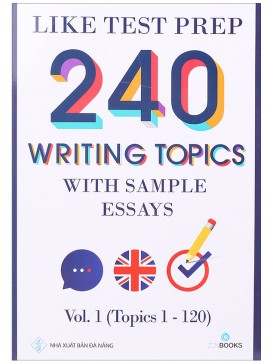 LIKE TEST PREP
240
WRITING TOPICS
WITH SAMPLE
ESSAYS
Vol. 1 (Topics 1 - 120)
NHÀ XUẤT BẢN ĐÀ NẴNG
BOOKS